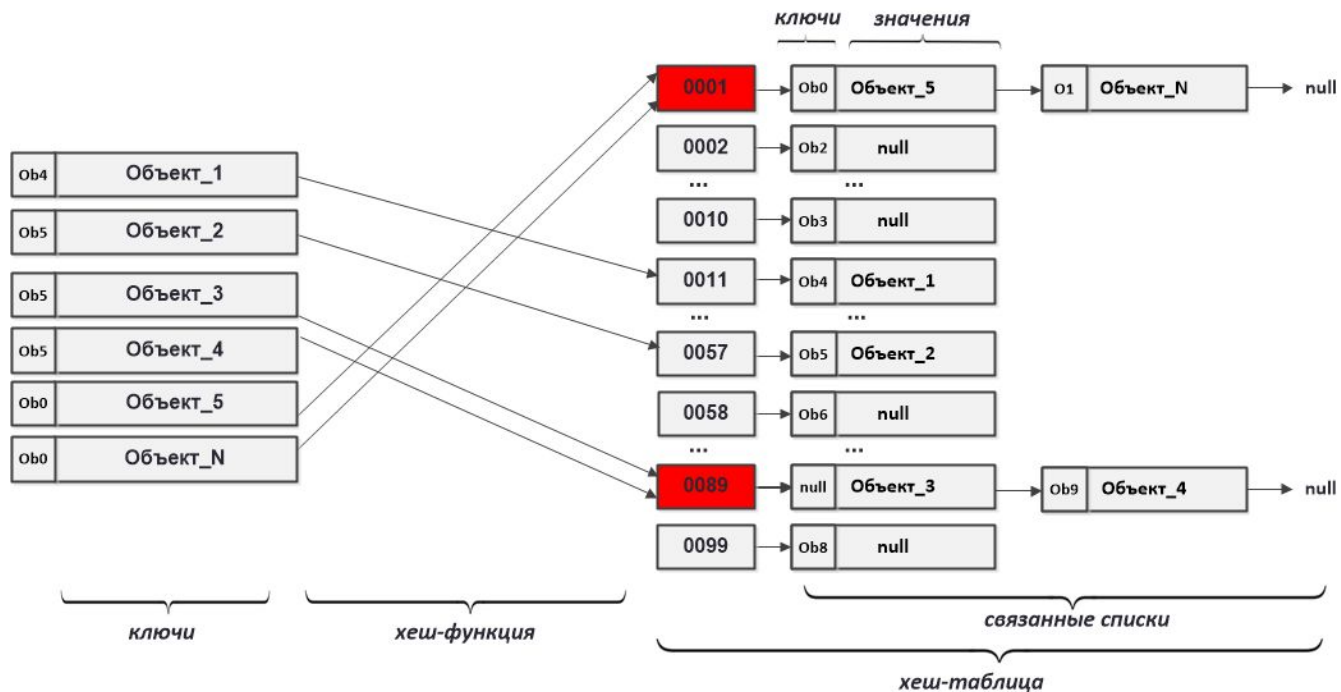 ключи значения
0001 Ob0 Объект_5 O1 Объект_N null
0002 Ob2 null
... ...
Ob4 Объект_1
0010 Ob3 null
Ob5 Объект_2
0011 Ob4 Объект_1
... ...
Ob5 Объект_3
0057 Ob5 Объект_2
Ob5 Объект_4
Ob0 Объект_5
0058 Ob6 null
... ...
Ob0 Объект_N
0089 null Объект_3 Ob9 Объект_4 null
0099 Ob8 null
ключи хеш-функция связанные списки
хеш-таблица